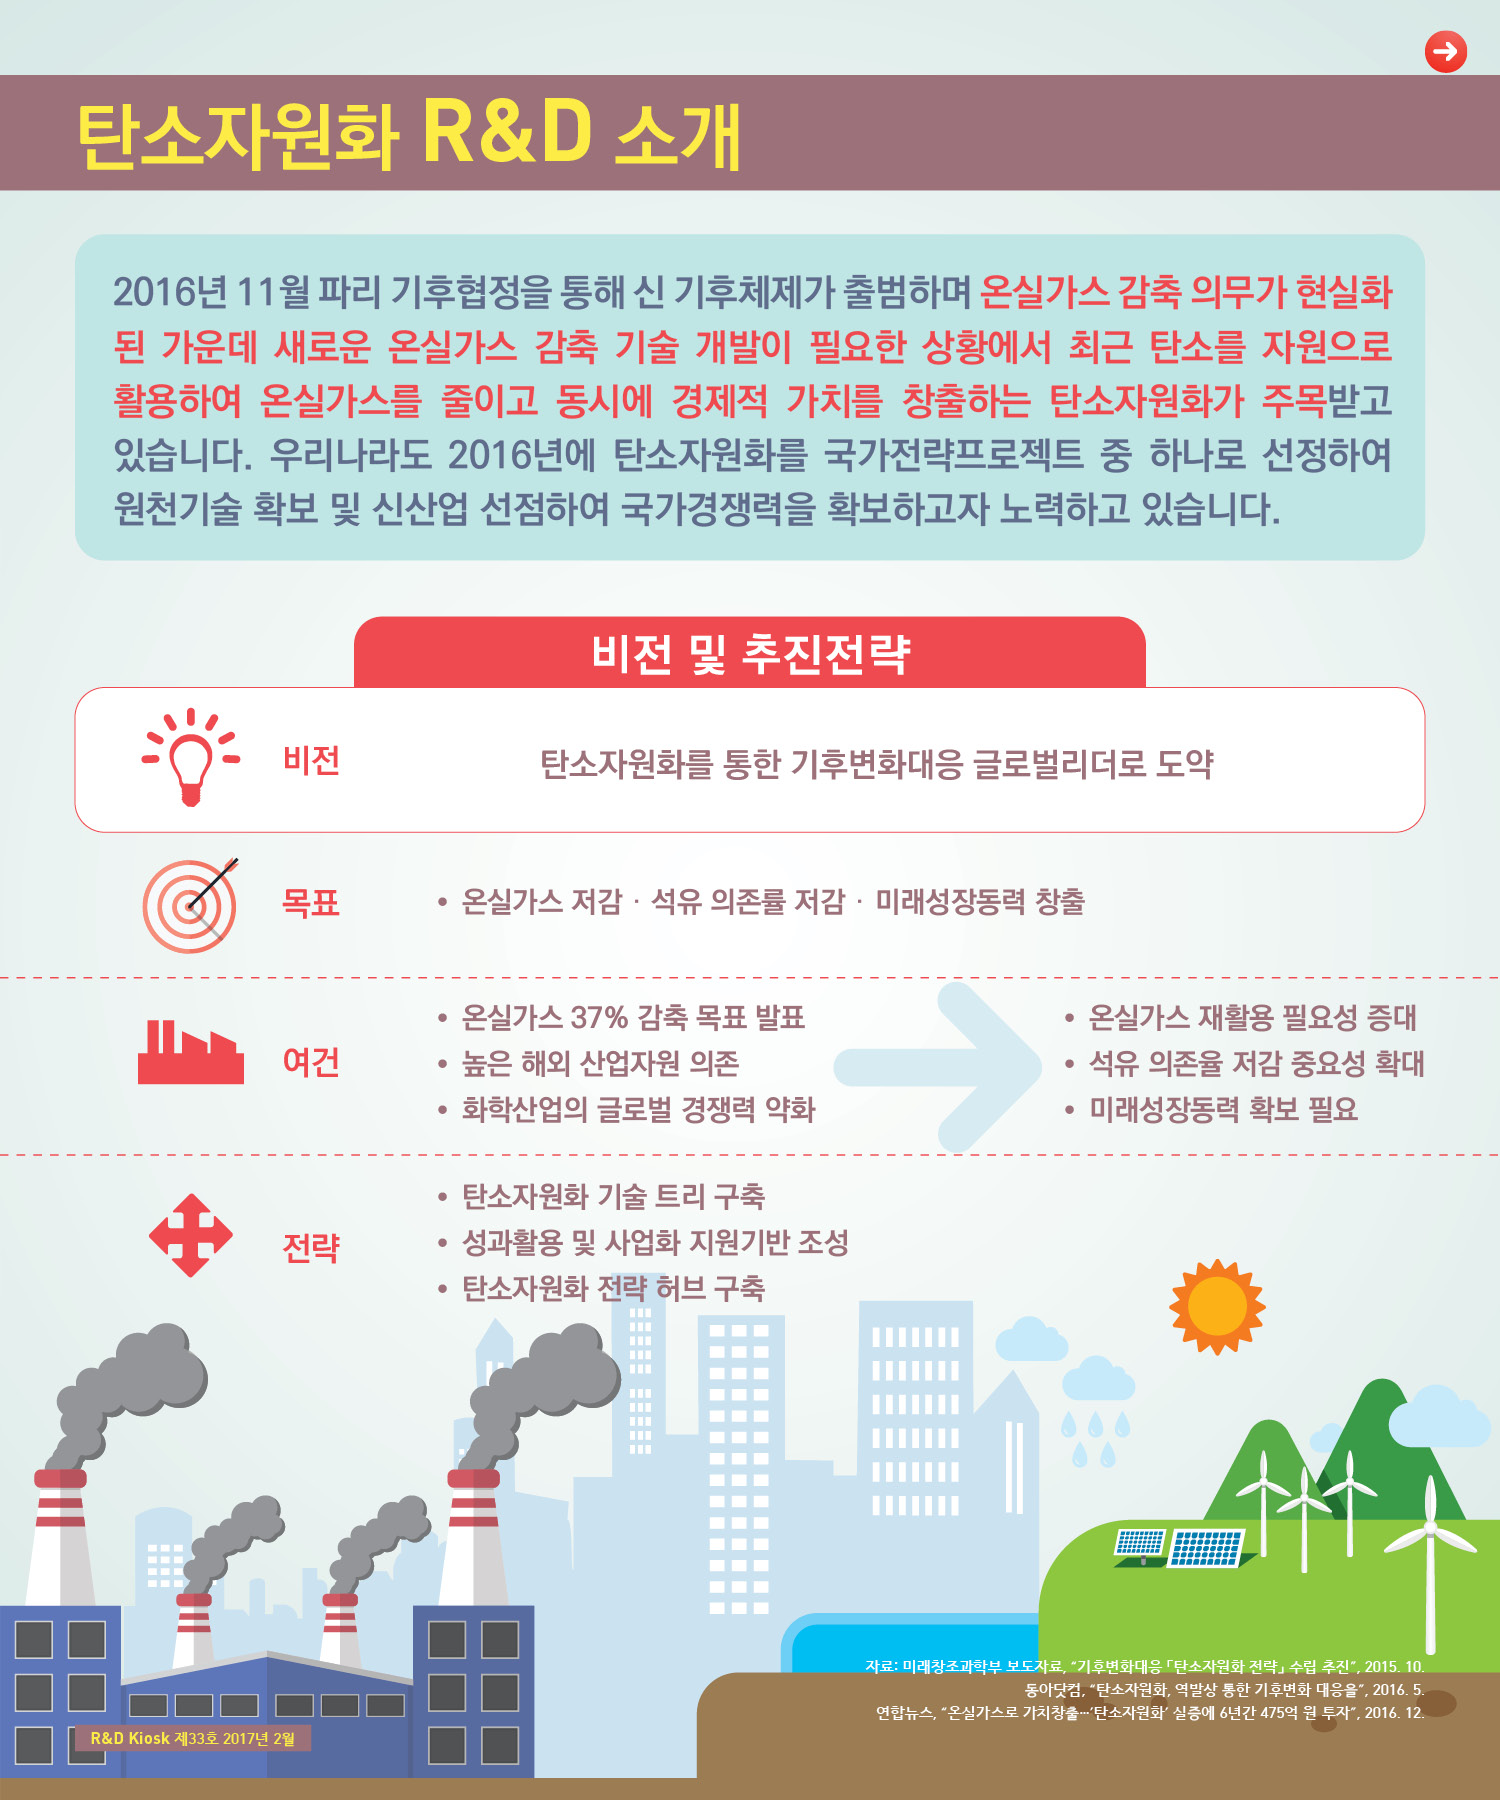 탄소자원화 R&D 소개
2016년 11월 파리 기후협정을 통해 신 기후체제가 출범하며 온실가스 감축 의무가 현실화
된 가운데 새로운 온실가스 감축 기술 개발이 필요한 상황에서 최근 탄소를 자원으로
활용하여 온실가스를 줄이고 동시에 경제적 가치를 창출하는 탄소자원화가 주목받고
있습니다. 우리나라도 2016년에 탄소자원화를 국가전략프로젝트 중 하나로 선정하여
원천기술 확보 및 신산업 선점하여 국가경쟁력을 확보하고자 노력하고 있습니다.
비전 및 추진전략
비전
탄소자원화를 통한 기후변화대응 글로벌리더로 도약
목표
• 온실가스 저감 · 석유 의존률 저감 · 미래성장동력 창출
여건
• 온실가스 37% 감축 목표 발표
• 높은 해외 산업자원 의존
• 화학산업의 글로벌 경쟁력 약화
• 온실가스 재활용 필요성 증대
• 석유 의존율 저감 중요성 확대
• 미래성장동력 확보 필요
전략
• 탄소자원화 기술 트리 구축
• 성과활용 및 사업화 지원기반 조성
• 탄소자원화 전략 허브 구축
자료: 미래창조과학부 보도자료, “기후변화대응 「탄소자원화 전략」 수립 추진”, 2015. 10.
동아닷컴, “탄소자원화, 역발상 통한 기후변화 대응을”, 2016. 5.
연합뉴스, “온실가스로 가치창출…‘탄소자원화’ 실증에 6년간 475억 원 투자”, 2016. 12.
R&D Kiosk 제33호 2017년 2월